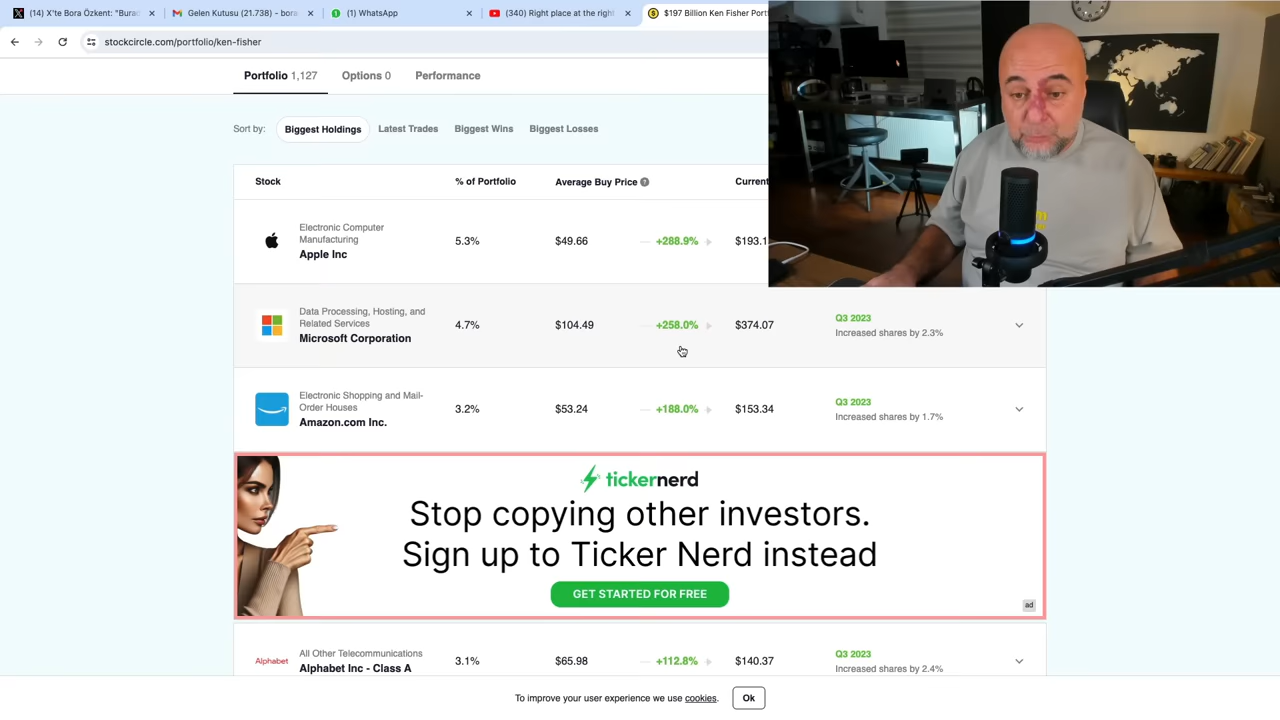 (14) X'te Bora Özkent: "Burac
Gelen Kutusu (21.738) - bora
(1) WhatsApp
(340) Right place at the right
$197 Billion Ken Fisher Port
stockcircle.com/portfolio/ken-fisher
Portfolio 1,127 Options 0 Performance
Sort by: Biggest Holdings Latest Trades Biggest Wins Biggest Losses
Stock % of Portfolio Average Buy Price ? Current
Electronic Computer
Manufacturing
Apple Inc
5.3% $49.66 +288.9% $193.1
Data Processing, Hosting, and
Related Services
Microsoft Corporation
4.7% $104.49 +258.0% $374.07
Q3 2023
Increased shares by 2.3%
Electronic Shopping and Mail-
Order Houses
Amazon.com Inc.
3.2% $53.24 +188.0% $153.34
Q3 2023
Increased shares by 1.7%
tickernerd
Stop copying other investors.
Sign up to Ticker Nerd instead
GET STARTED FOR FREE
ad
Alphabet
All Other Telecommunications
Alphabet Inc - Class A
3.1% $65.98 +112.8% $140.37
Q3 2023
Increased shares by 2.4%
To improve your user experience we use cookies. Ok